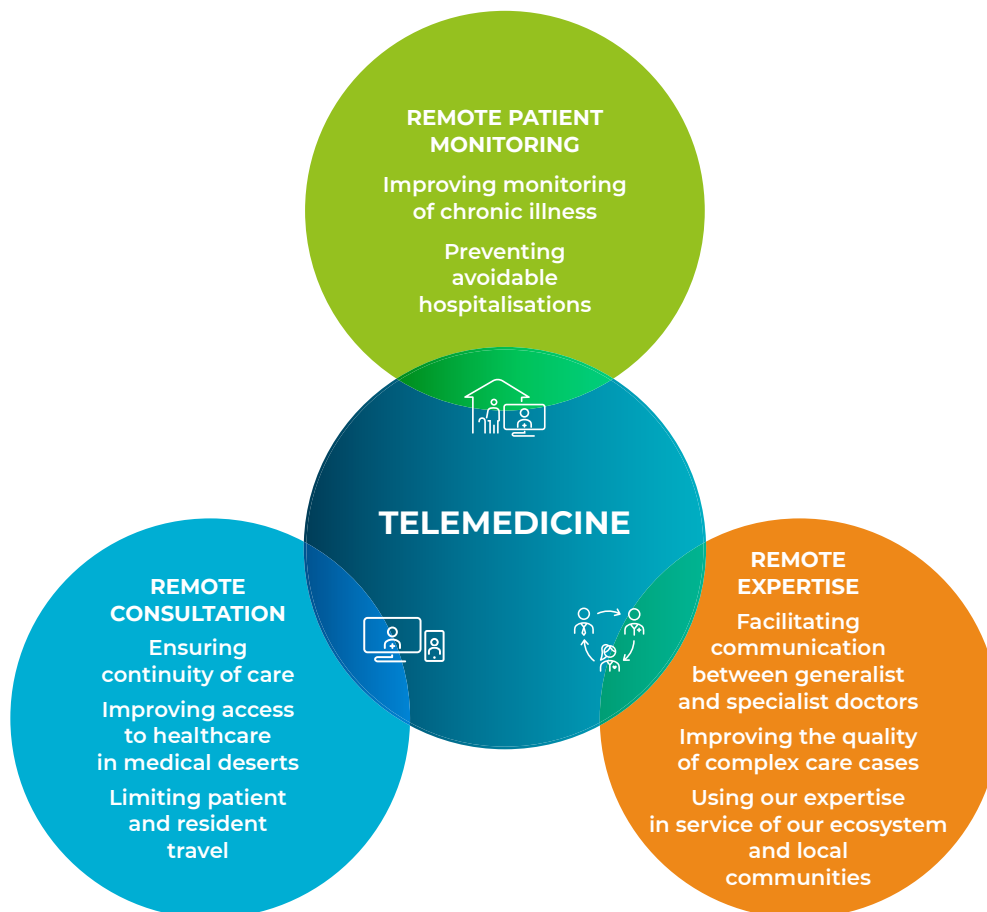 REMOTE PATIENT
MONITORING
Improving monitoring
of chronic illness
Preventing
avoidable
hospitalisations
TELEMEDICINE
REMOTE
CONSULTATION
Ensuring
continuity of care
Improving access
to healthcare
in medical deserts
Limiting patient
and resident
travel
REMOTE
EXPERTISE
Facilitating
communication
between generalist
and specialist doctors
Improving the quality
of complex care cases
Using our expertise
in service of our ecosystem
and local
communities